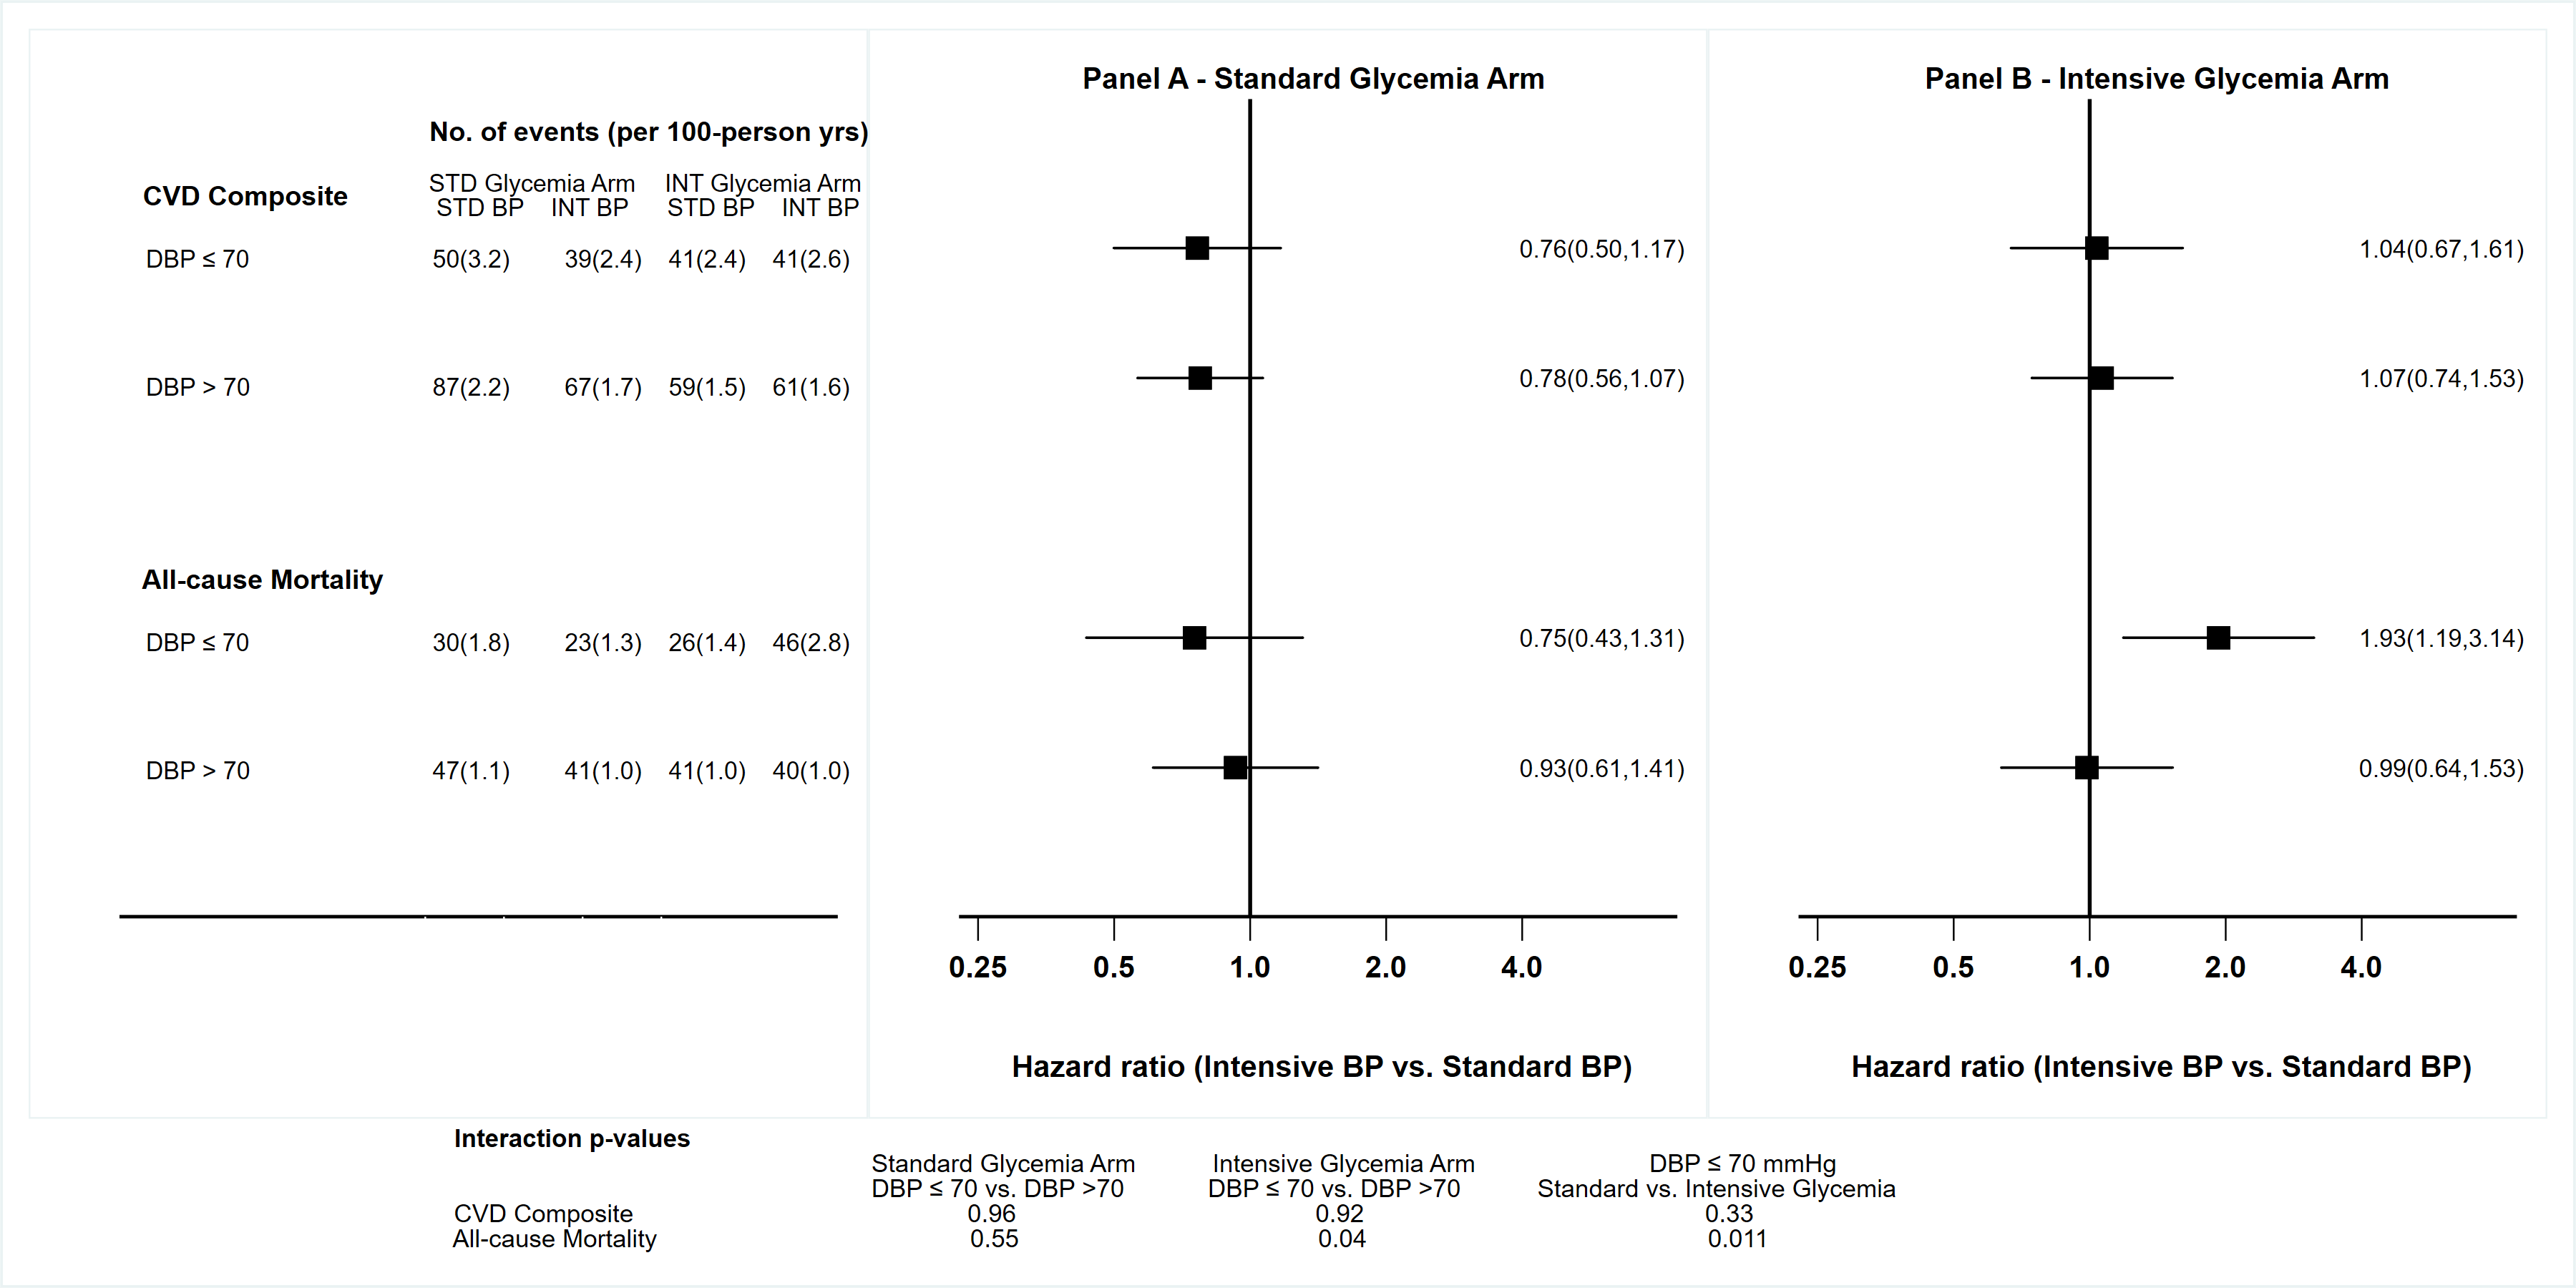 Panel A - Standard Glycemia Arm
Panel B - Intensive Glycemia Arm
No. of events (per 100-person yrs)
CVD Composite
STD Glycemia Arm INT Glycemia Arm
STD BP INT BP STD BP INT BP
DBP ≤ 70 50(3.2) 39(2.4) 41(2.4) 41(2.6) 0.76(0.50,1.17) 1.04(0.67,1.61)
DBP > 70 87(2.2) 67(1.7) 59(1.5) 61(1.6) 0.78(0.56,1.07) 1.07(0.74,1.53)
All-cause Mortality
DBP ≤ 70 30(1.8) 23(1.3) 26(1.4) 46(2.8) 0.75(0.43,1.31) 1.93(1.19,3.14)
DBP > 70 47(1.1) 41(1.0) 41(1.0) 40(1.0) 0.93(0.61,1.41) 0.99(0.64,1.53)
0.25 0.5 1.0 2.0 4.0
0.25 0.5 1.0 2.0 4.0
Hazard ratio (Intensive BP vs. Standard BP)
Hazard ratio (Intensive BP vs. Standard BP)
Interaction p-values
Standard Glycemia Arm Intensive Glycemia Arm DBP ≤ 70 mmHg
DBP ≤ 70 vs. DBP >70 DBP ≤ 70 vs. DBP >70 Standard vs. Intensive Glycemia
CVD Composite 0.96 0.92 0.33
All-cause Mortality 0.55 0.04 0.011